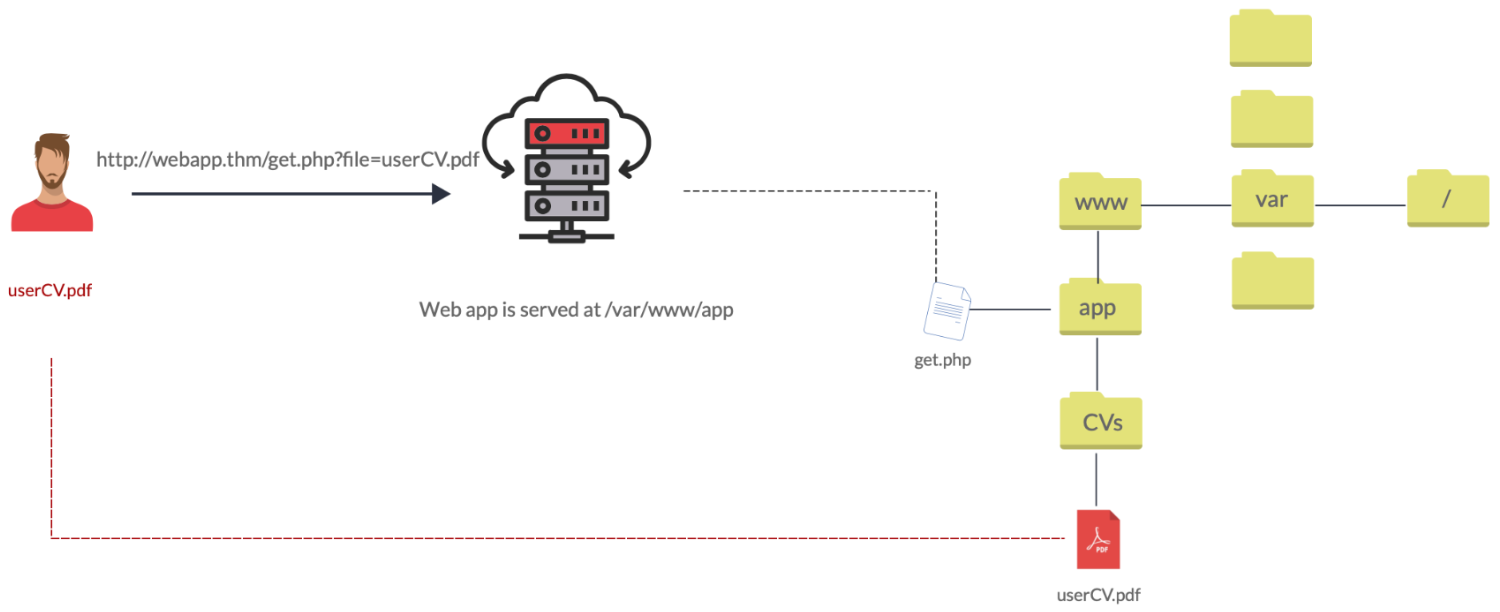 http://webapp.thm/get.php?file=userCV.pdf
userCV.pdf
Web app is served at /var/www/app
get.php
www
var
/
app
CVs
PDF
userCV.pdf